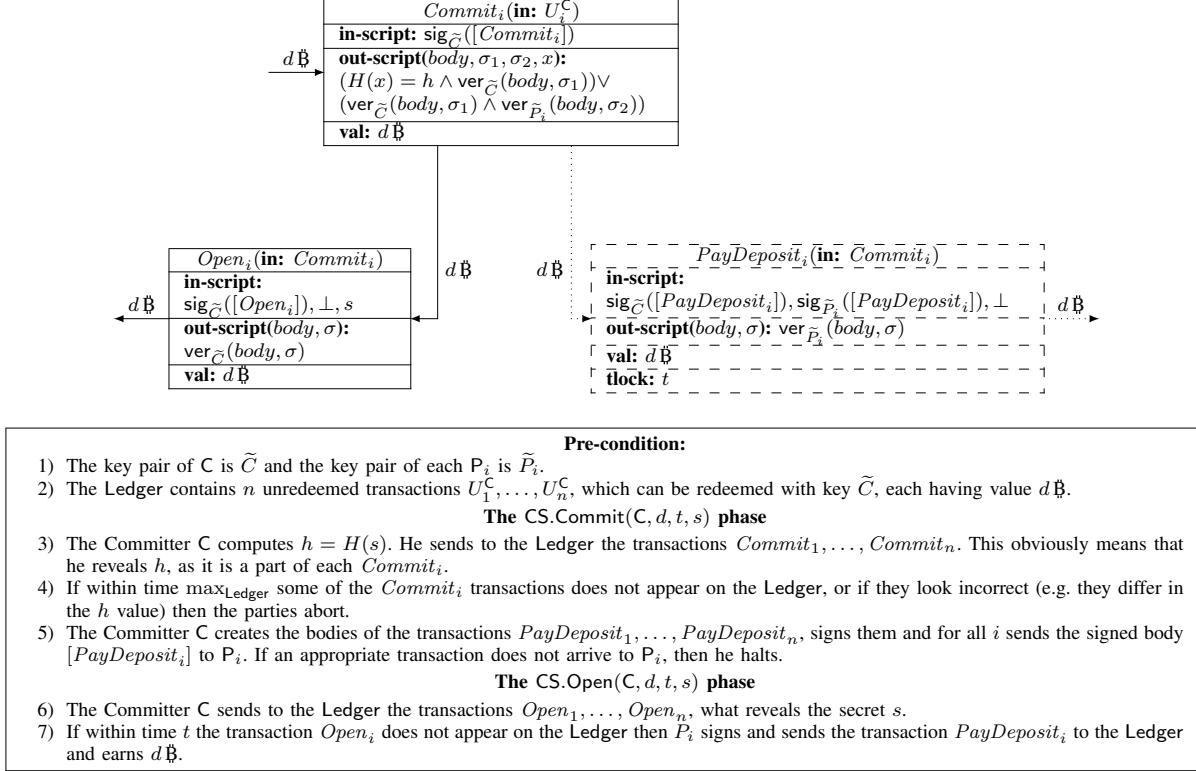 Commit_i(in: U_i^C)
in-script: sig_C̃([Commit_i])
d ₿
out-script(body, σ₁, σ₂, x):
(H(x) = h ∧ ver_C̃(body, σ₁))∨
(ver_C̃(body, σ₁) ∧ ver_P̃_i(body, σ₂))
val: d ₿
Open_i(in: Commit_i)
in-script:
sig_C̃([Open_i]), ⊥, s
out-script(body, σ):
ver_C̃(body, σ)
val: d ₿
d ₿
d ₿
d ₿
PayDeposit_i(in: Commit_i)
in-script:
sig_C̃([PayDeposit_i]), sig_P̃_i([PayDeposit_i]), ⊥
out-script(body, σ): ver_P̃_i(body, σ)
val: d ₿
tlock: t
d ₿
Pre-condition:
1) The key pair of C is C̃ and the key pair of each P_i is P̃_i.
2) The Ledger contains n unredeemed transactions U_1^C, . . . , U_n^C, which can be redeemed with key C̃, each having value d ₿.
The CS.Commit(C, d, t, s) phase
3) The Committer C computes h = H(s). He sends to the Ledger the transactions Commit_1, . . . , Commit_n. This obviously means that
he reveals h, as it is a part of each Commit_i.
4) If within time max_Ledger some of the Commit_i transactions does not appear on the Ledger, or if they look incorrect (e.g. they differ in
the h value) then the parties abort.
5) The Committer C creates the bodies of the transactions PayDeposit_1, . . . , PayDeposit_n, signs them and for all i sends the signed body
[PayDeposit_i] to P_i. If an appropriate transaction does not arrive to P_i, then he halts.
The CS.Open(C, d, t, s) phase
6) The Committer C sends to the Ledger the transactions Open_1, . . . , Open_n, what reveals the secret s.
7) If within time t the transaction Open_i does not appear on the Ledger then P_i signs and sends the transaction PayDeposit_i to the Ledger
and earns d ₿.